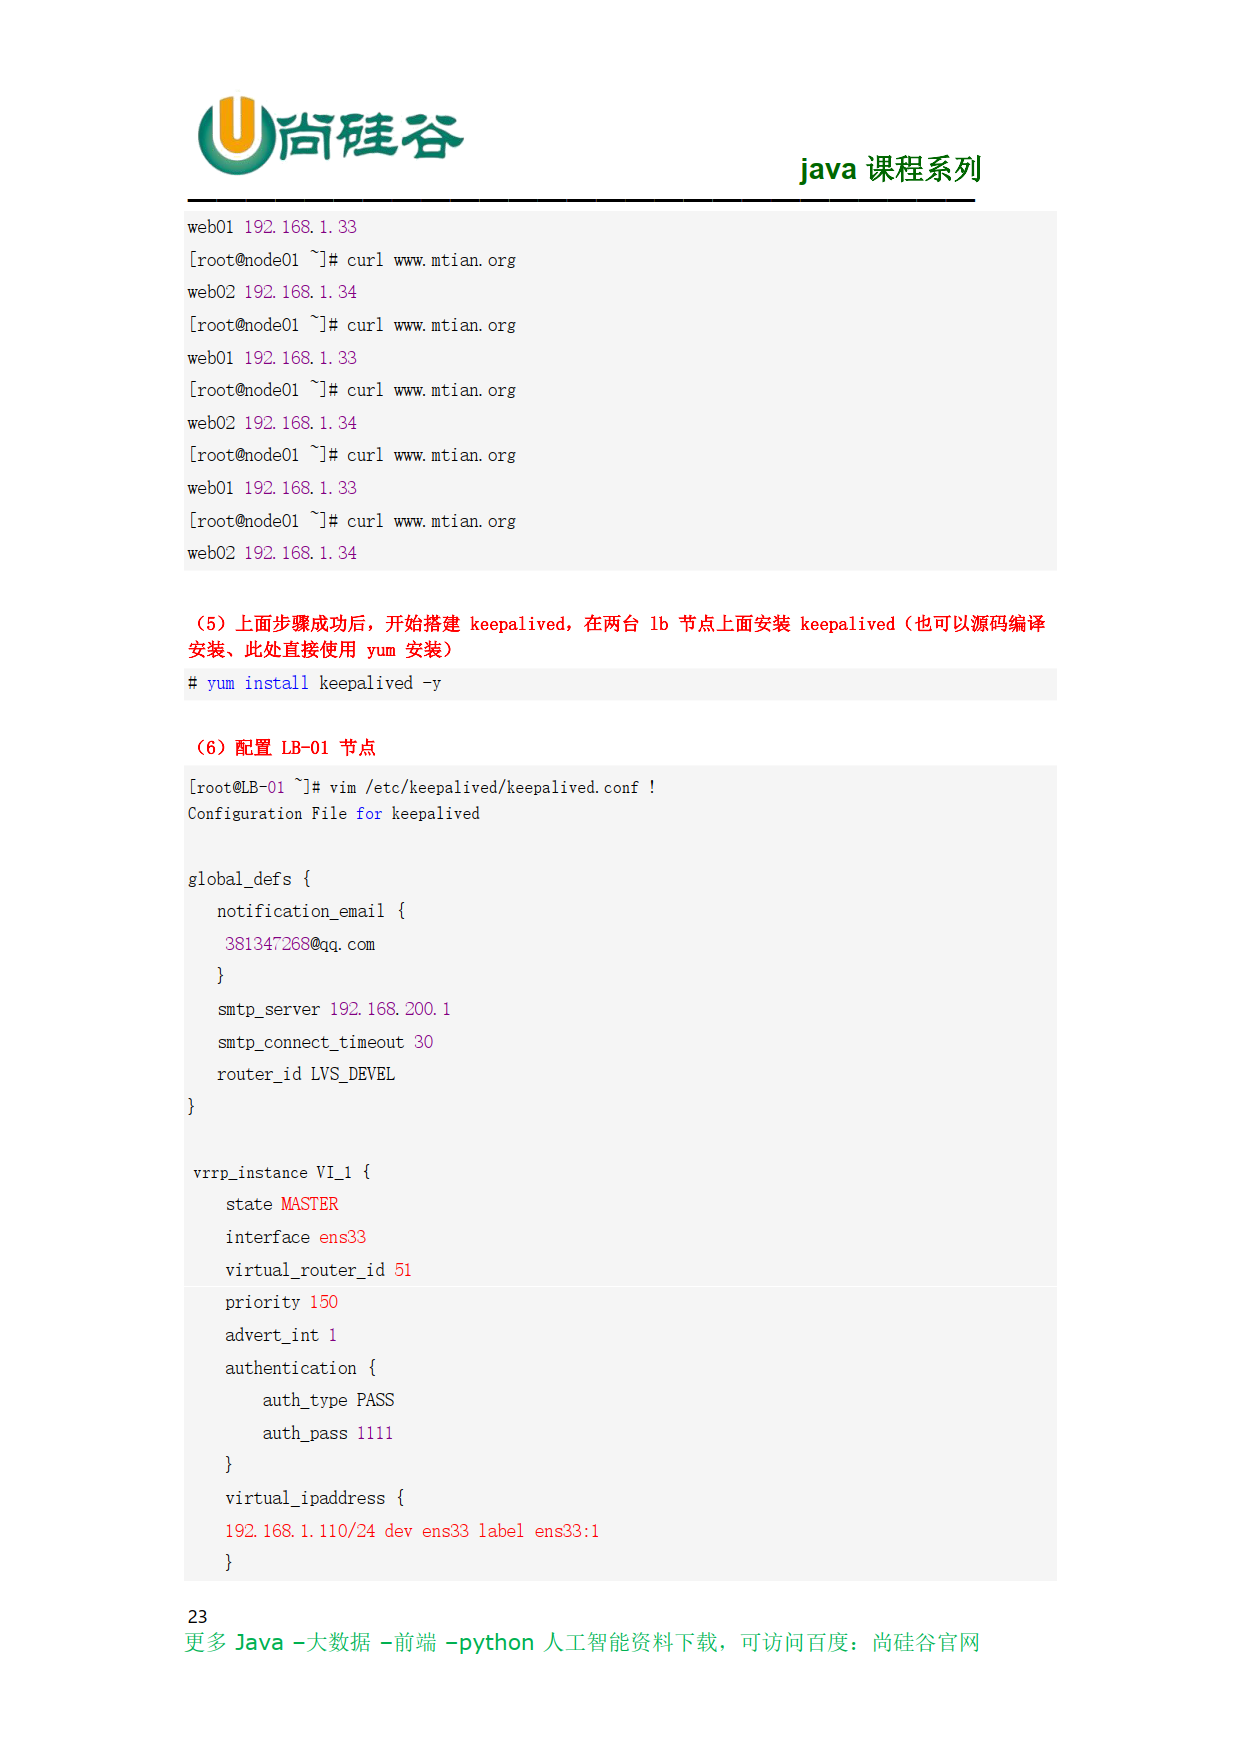 尚硅谷
java 课程系列
web01 192.168.1.33
[root@node01 ~]# curl www.mtian.org
web02 192.168.1.34
[root@node01 ~]# curl www.mtian.org
web01 192.168.1.33
[root@node01 ~]# curl www.mtian.org
web02 192.168.1.34
[root@node01 ~]# curl www.mtian.org
web01 192.168.1.33
[root@node01 ~]# curl www.mtian.org
web02 192.168.1.34
（5）上面步骤成功后，开始搭建 keepalived，在两台 lb 节点上面安装 keepalived（也可以源码编译
安装、此处直接使用 yum 安装）
# yum install keepalived -y
（6）配置 LB-01 节点
[root@LB-01 ~]# vim /etc/keepalived/keepalived.conf !
Configuration File for keepalived
global_defs {
notification_email {
381347268@qq.com
}
smtp_server 192.168.200.1
smtp_connect_timeout 30
router_id LVS_DEVEL
}
vrrp_instance VI_1 {
state MASTER
interface ens33
virtual_router_id 51
priority 150
advert_int 1
authentication {
auth_type PASS
auth_pass 1111
}
virtual_ipaddress {
192.168.1.110/24 dev ens33 label ens33:1
}
23
更多 Java –大数据 –前端 –python 人工智能资料下载，可访问百度：尚硅谷官网